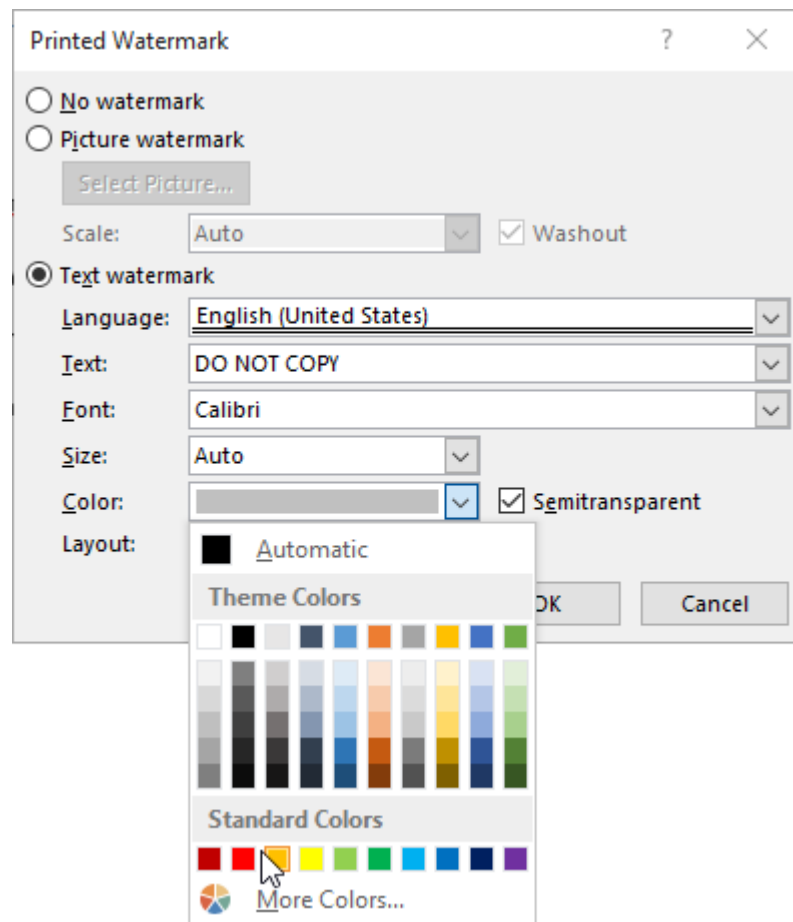 Printed Watermark ?
No watermark
Picture watermark
Select Picture...
Scale: Auto Washout
Text watermark
Language: English (United States)
Text: DO NOT COPY
Font: Calibri
Size: Auto
Color: Semitransparent
Layout:
Automatic
Theme Colors
OK Cancel
Standard Colors
More Colors...